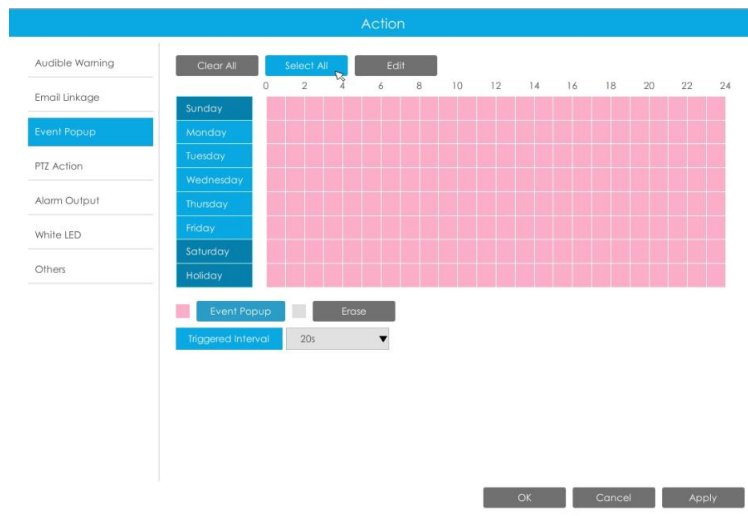 Action
Audible Warning
Email Linkage
Event Popup
PTZ Action
Alarm Output
White LED
Others
Clear All Select All Edit
0 2 4 6 8 10 12 14 16 18 20 22 24
Sunday
Monday
Tuesday
Wednesday
Thursday
Friday
Saturday
Holiday
Event Popup Erase
Triggered Interval 20s
OK Cancel Apply